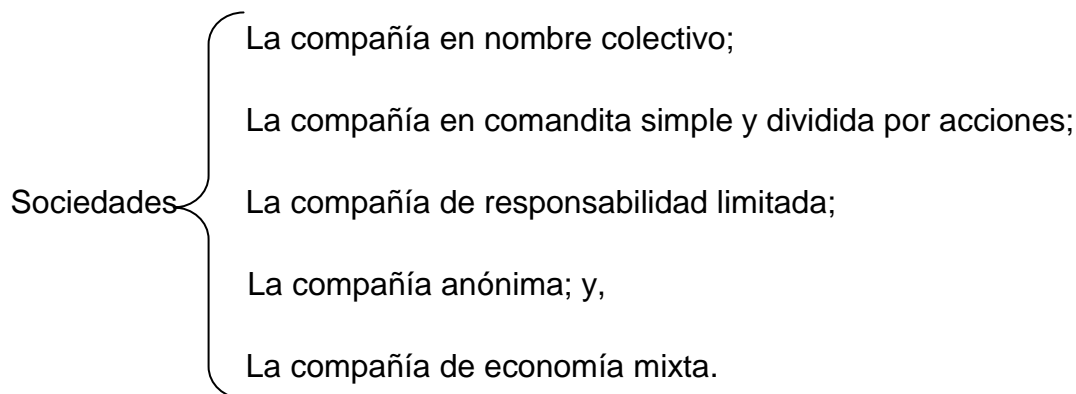 La compañía en nombre colectivo;
La compañía en comandita simple y dividida por acciones;
Sociedades
La compañía de responsabilidad limitada;
La compañía anónima; y,
La compañía de economía mixta.